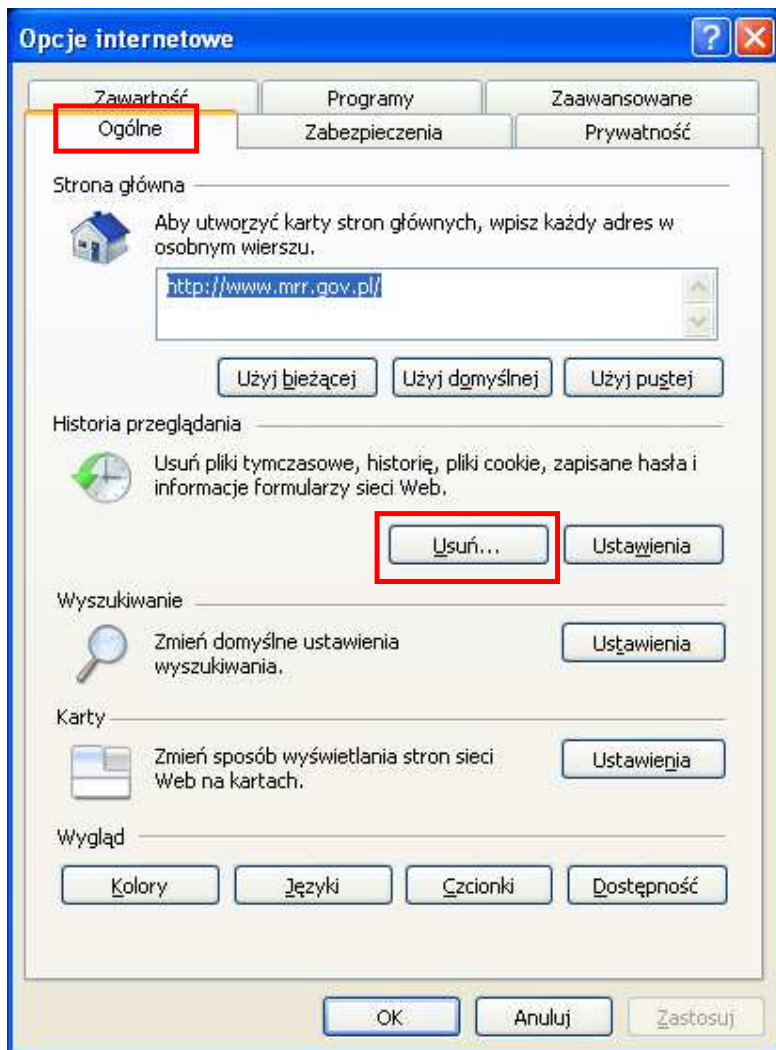 Opcje internetowe
Zawartość Programy Zaawansowane
Ogólne Zabezpieczenia Prywatność
Strona główna
Aby utworzyć karty stron głównych, wpisz każdy adres w
osobnym wierszu.
http://www.mrr.gov.pl/
Użyj bieżącej Użyj domyślnej Użyj pustej
Historia przeglądania
Usuń pliki tymczasowe, historię, pliki cookie, zapisane hasła i
informacje formularzy sieci Web.
Usuń... Ustawienia
Wyszukiwanie
Zmień domyślne ustawienia
wyszukiwania.
Ustawienia
Karty
Zmień sposób wyświetlania stron sieci
Web na kartach.
Ustawienia
Wygląd
Kolory Języki Czcionki Dostępność
OK Anuluj Zastosuj